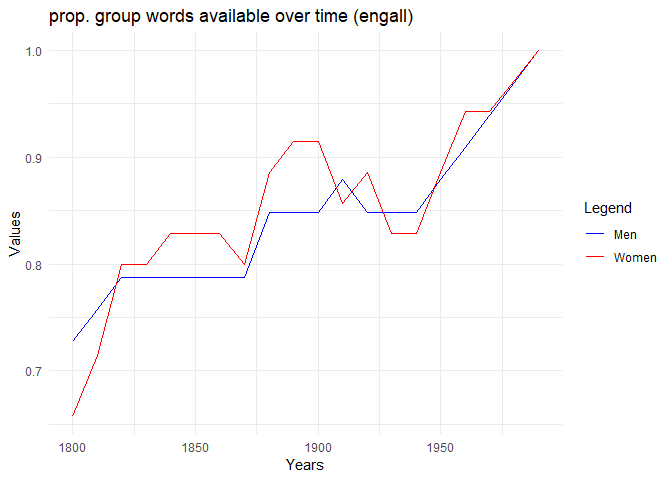 prop. group words available over time (engall)
1.0
0.9
0.8
0.7
Values
1800
1850
1900
1950
Years
Legend
Men
Women